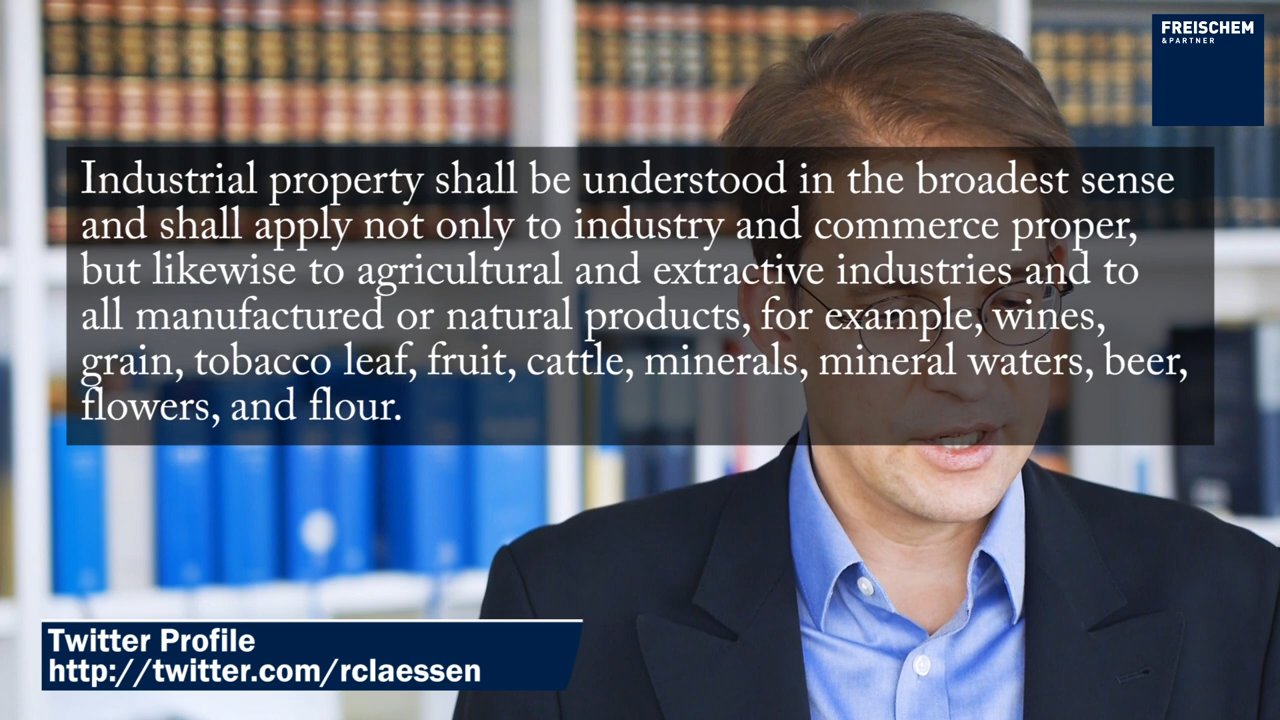 FREISCHEM
& PARTNER
Industrial property shall be understood in the broadest sense
and shall apply not only to industry and commerce proper,
but likewise to agricultural and extractive industries and to
all manufactured or natural products, for example, wines,
grain, tobacco leaf, fruit, cattle, minerals, mineral waters, beer,
flowers, and flour.
Twitter Profile
http://twitter.com/rclaessen